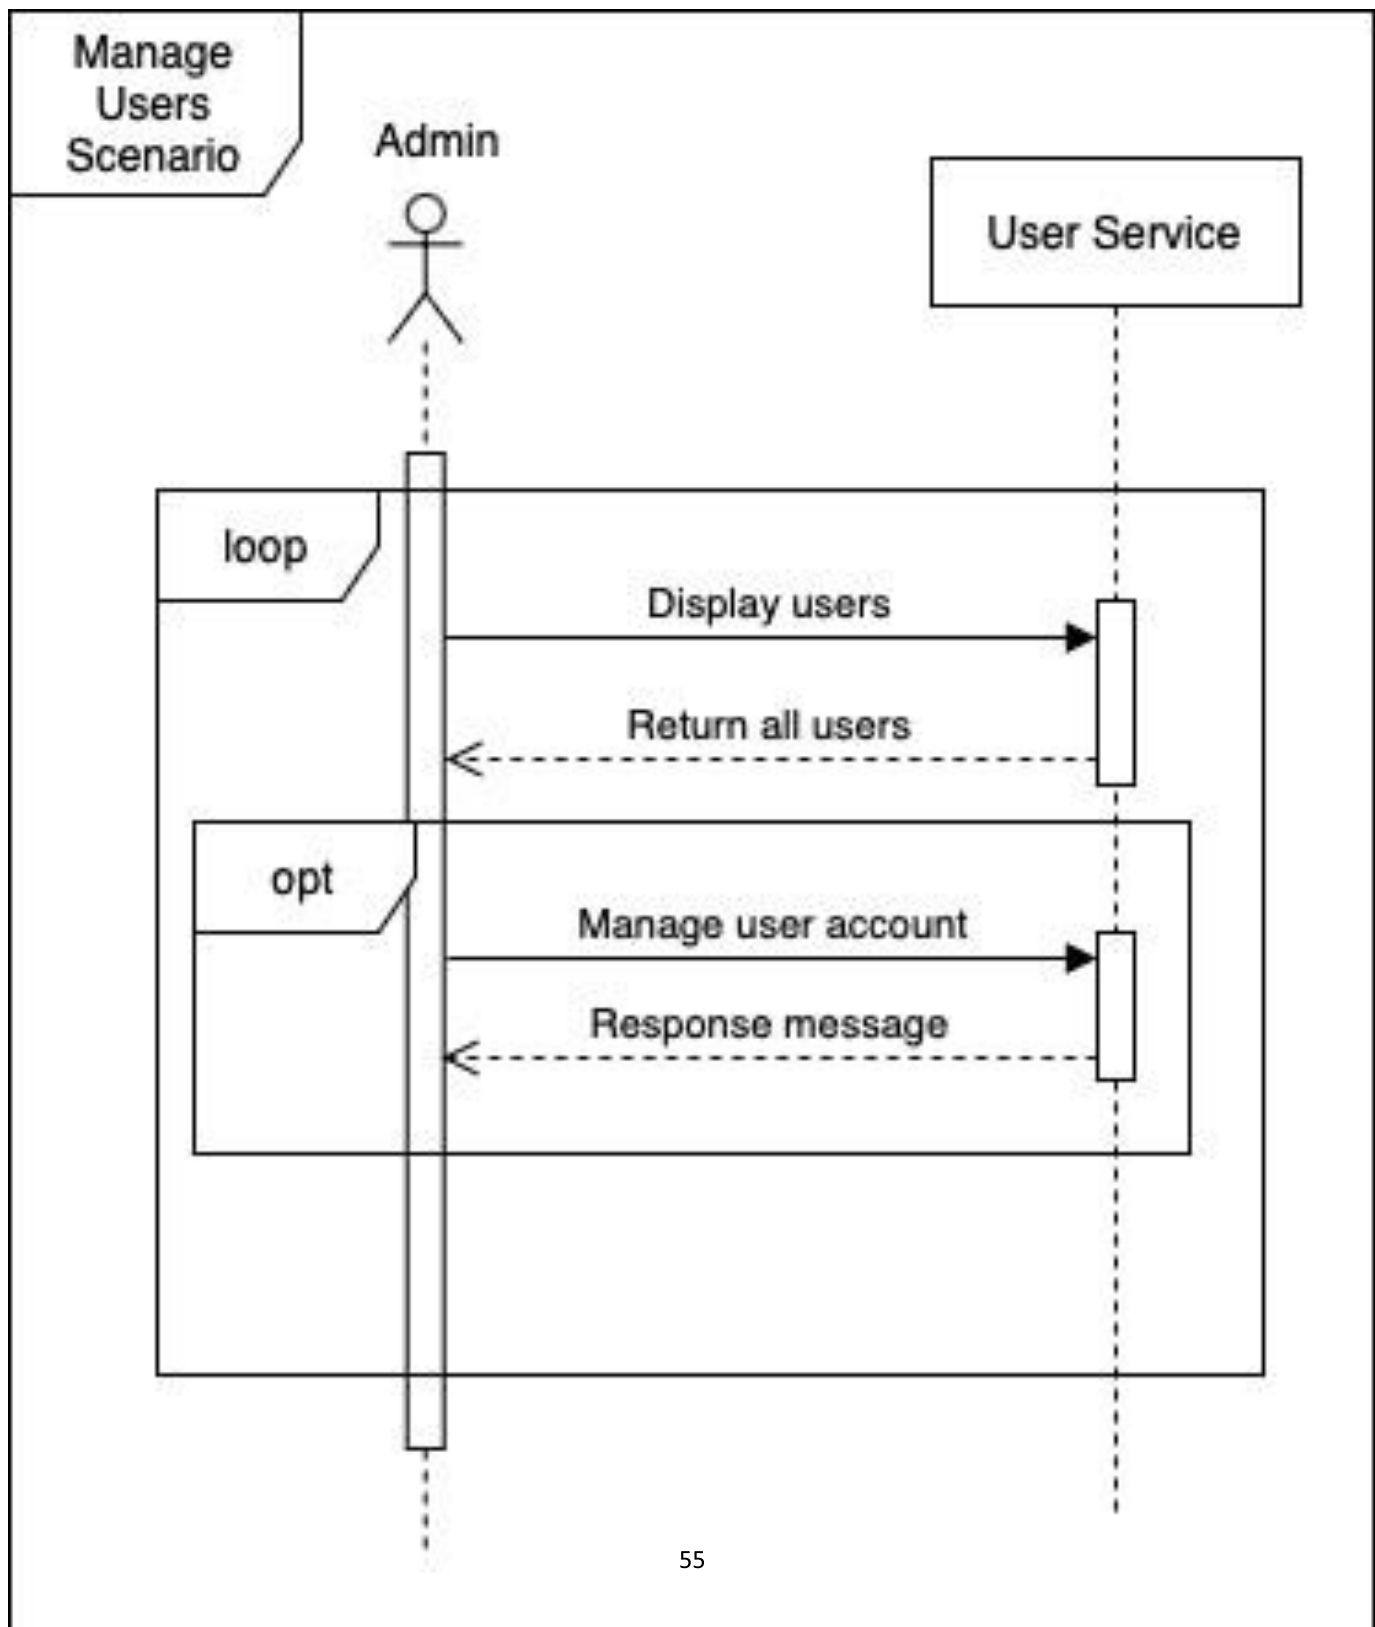 Manage
Users
Scenario
Admin
User Service
loop
Display users
Return all users
opt
Manage user account
Response message
55